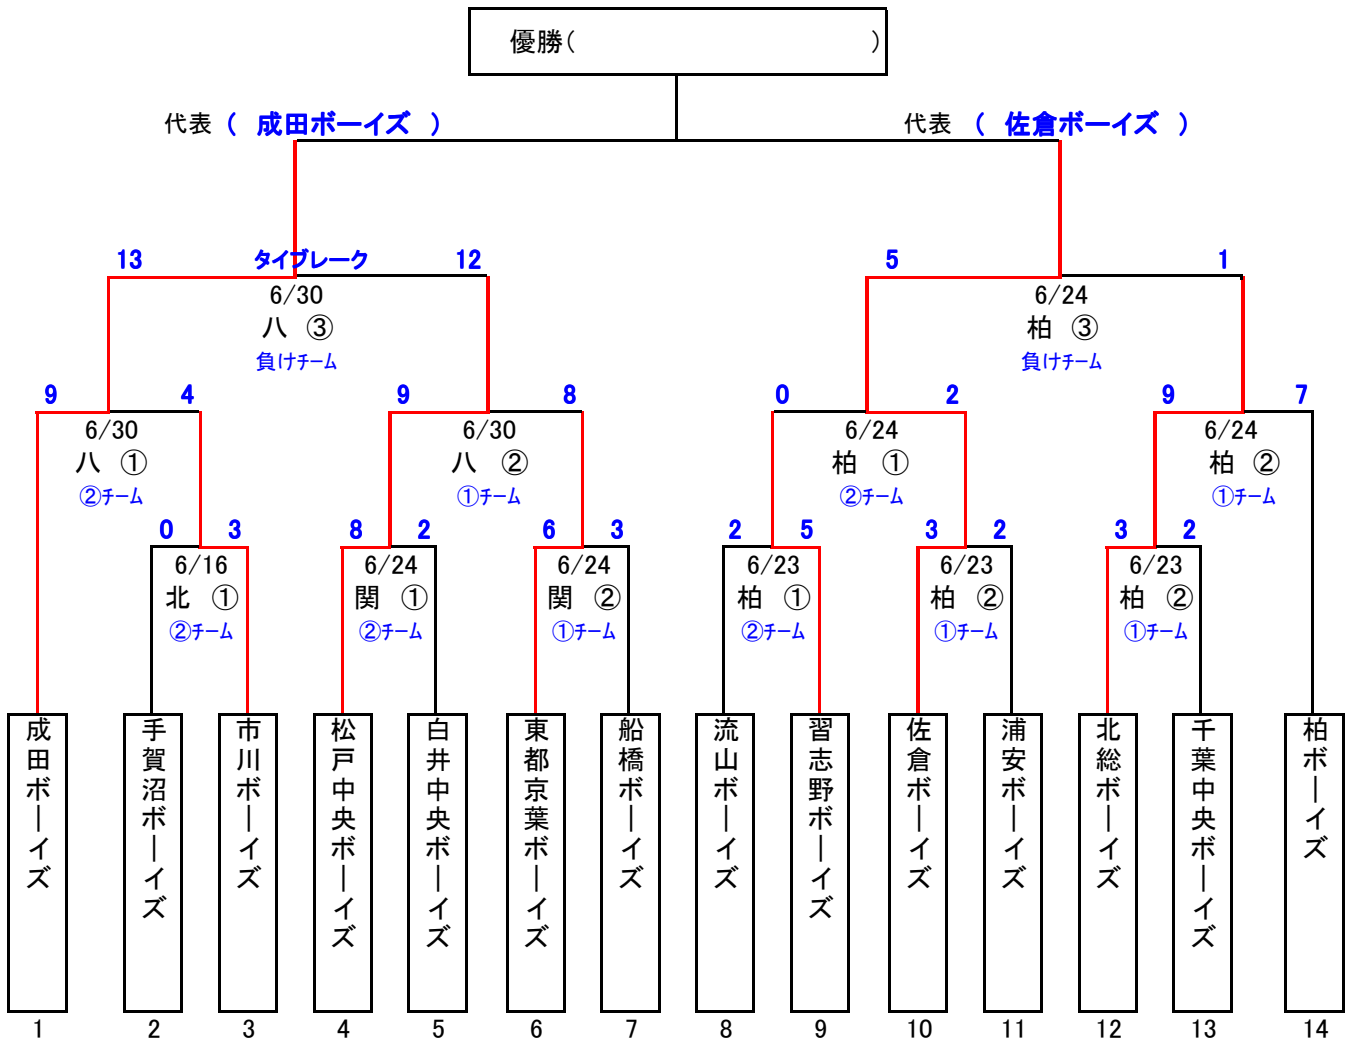 優勝(　　　　　　　　　　　)
代表 （　成田ボーイズ　）
代表 （　佐倉ボーイズ　）
13　タイブレーク　12
5　1
6/30
八　③
負けチーム
6/24
柏　③
負けチーム
9　4
9　8
0　2
9　7
6/30
八　①
②チーム
6/30
八　②
①チーム
6/24
柏　①
②チーム
6/24
柏　②
①チーム
0　3
8　2
6　3
2　5
3　2
3　2
6/16
北　①
②チーム
6/24
関　①
②チーム
6/24
関　②
①チーム
6/23
柏　①
②チーム
6/23
柏　②
①チーム
6/23
柏　②
①チーム
成田ボーイズ
手賀沼ボーイズ
市川ボーイズ
松戸中央ボーイズ
白井中央ボーイズ
東都京葉ボーイズ
船橋ボーイズ
流山ボーイズ
習志野ボーイズ
佐倉ボーイズ
浦安ボーイズ
北総ボーイズ
千葉中央ボーイズ
柏ボーイズ
1　2　3　4　5　6　7　8　9　10　11　12　13　14